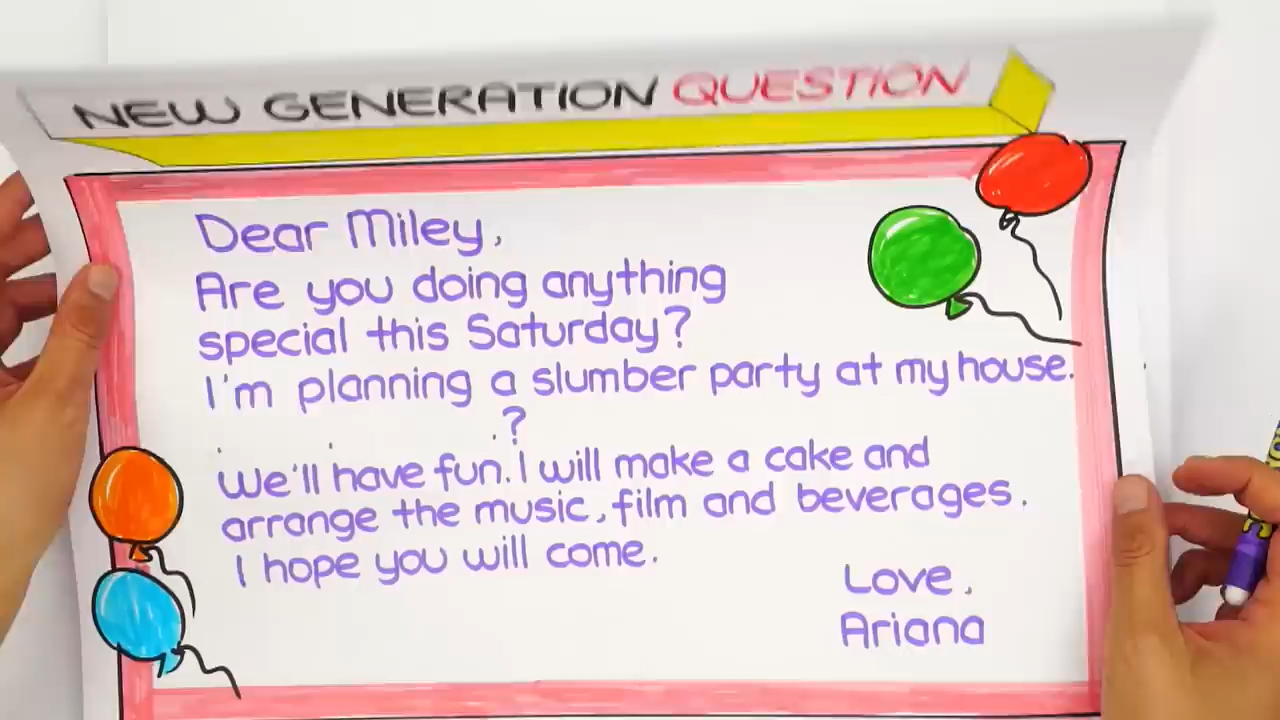 NEW GENERATION QUESTION
Dear Miley,
Are you doing anything
special this Saturday?
I'm planning a slumber party at my house.
. . .?
We'll have fun. I will make a cake and
arrange the music, film and beverages.
I hope you will come.
Love,
Ariana